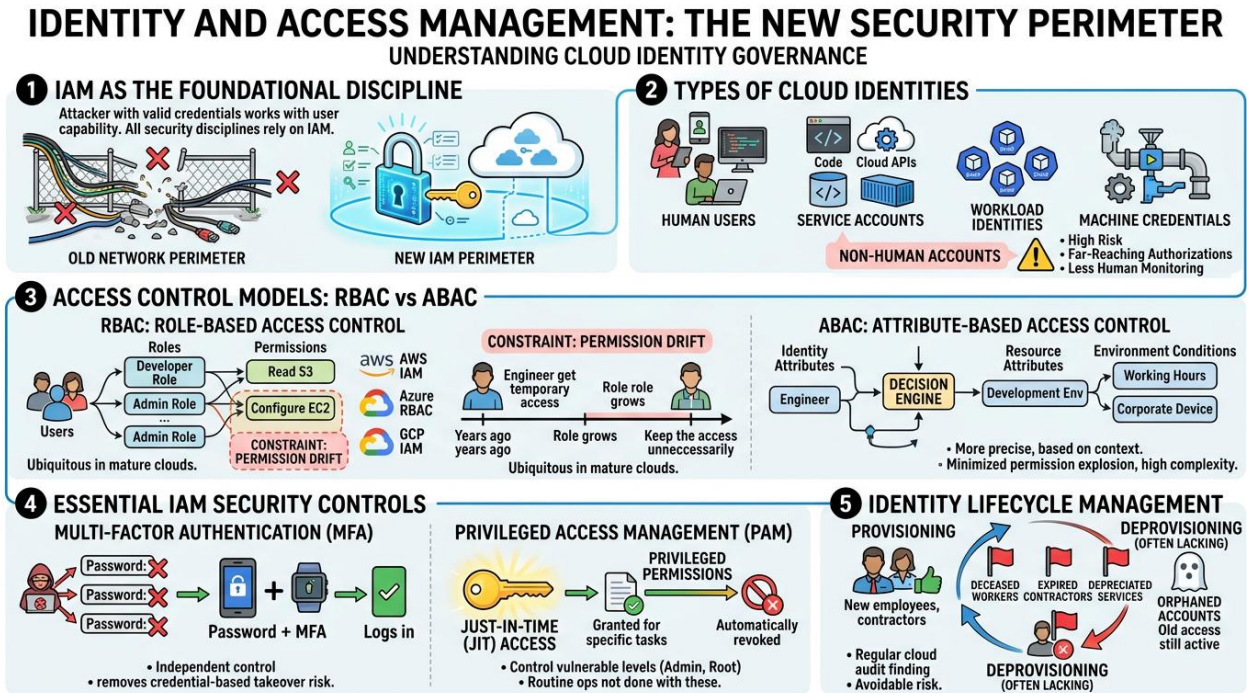 IDENTITY AND ACCESS MANAGEMENT: THE NEW SECURITY PERIMETER
UNDERSTANDING CLOUD IDENTITY GOVERNANCE
1 IAM AS THE FOUNDATIONAL DISCIPLINE
Attacker with valid credentials works with user
capability. All security disciplines rely on IAM.
OLD NETWORK PERIMETER
NEW IAM PERIMETER
2 TYPES OF CLOUD IDENTITIES
HUMAN USERS
Code
Cloud APIs
SERVICE ACCOUNTS
WORKLOAD
IDENTITIES
MACHINE CREDENTIALS
NON-HUMAN ACCOUNTS
• High Risk
• Far-Reaching Authorizations
• Less Human Monitoring
3 ACCESS CONTROL MODELS: RBAC vs ABAC
RBAC: ROLE-BASED ACCESS CONTROL
Roles
Permissions
Users
Developer
Role
Admin Role
...
Admin Role
Read S3
Configure EC2
CONSTRAINT:
PERMISSION DRIFT
aws AWS
IAM
Azure
RBAC
GCP
IAM
Ubiquitous in mature clouds.
CONSTRAINT: PERMISSION DRIFT
Engineer get
temporary
access
Role role
grows
Years ago
years ago
Role grows
Keep the access
unnecessarily
Ubiquitous in mature clouds.
ABAC: ATTRIBUTE-BASED ACCESS CONTROL
Identity
Attributes
Engineer
DECISION
ENGINE
Resource
Attributes
Development Env
Environment Conditions
Working Hours
Corporate Device
• More precise, based on context.
• Minimized permission explosion, high complexity.
4 ESSENTIAL IAM SECURITY CONTROLS
MULTI-FACTOR AUTHENTICATION (MFA)
Password:
Password:
Password:
Password + MFA
Logs in
• Independent control
• removes credential-based takeover risk.
PRIVILEGED ACCESS MANAGEMENT (PAM)
JUST-IN-TIME
(JIT) ACCESS
PRIVILEGED
PERMISSIONS
Granted for
specific tasks
Automatically
revoked
• Control vulnerable levels (Admin, Root)
• Routine ops not done with these.
5 IDENTITY LIFECYCLE MANAGEMENT
PROVISIONING
New employees,
contractors
• Regular cloud
audit finding
• Avoidable risk.
DECEASED
WORKERS
EXPIRED
CONTRACTORS
DEPRECIATED
SERVICES
DEPROVISIONING
(OFTEN LACKING)
DEPROVISIONING
(OFTEN LACKING)
ORPHANED
ACCOUNTS
Old access
still active